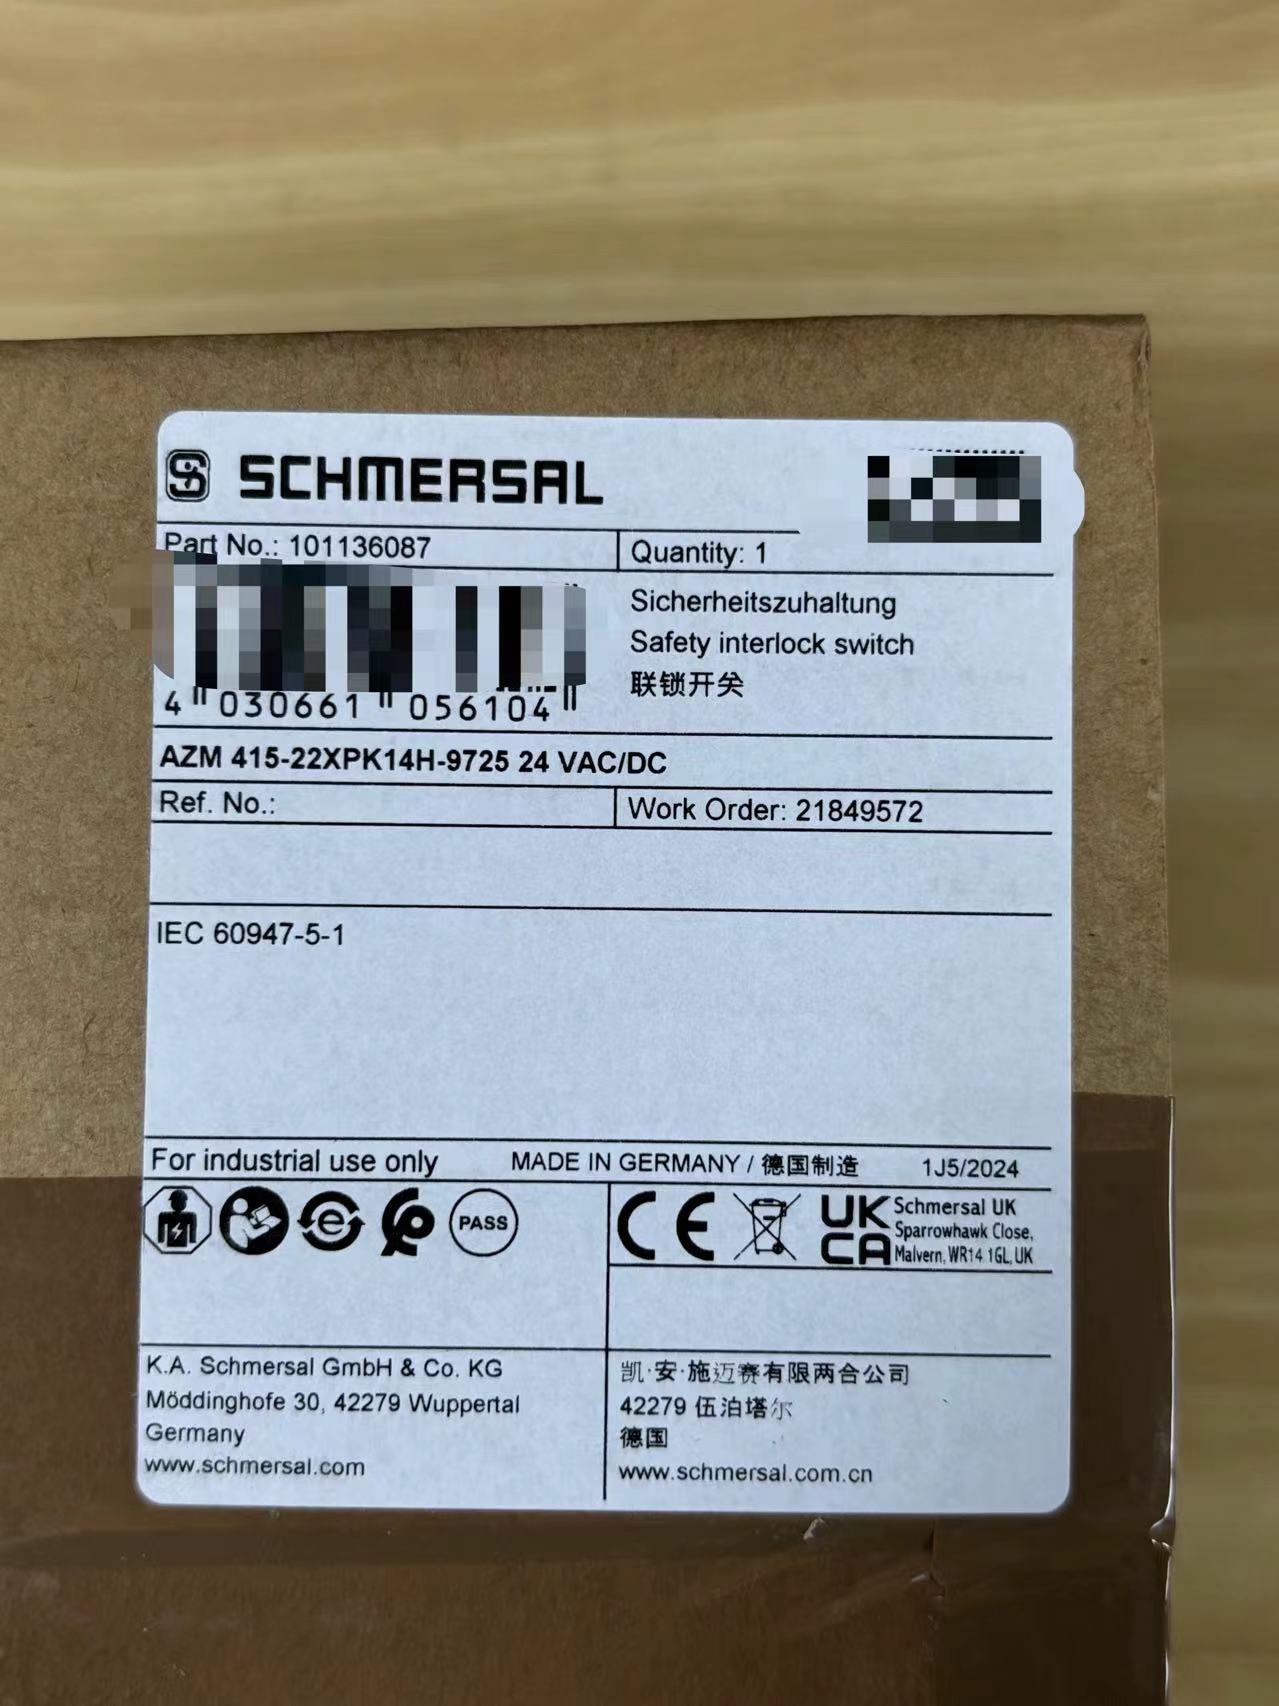 SCHMERSAL
Part No.: 101136087
Quantity: 1
Sicherheitszuhaltung
Safety interlock switch
联锁开关
4 030661 056104
AZM 415-22XPK14H-9725 24 VAC/DC
Ref. No.:
Work Order: 21849572
IEC 60947-5-1
For industrial use only
MADE IN GERMANY / 德国制造
1J5/2024
PASS
CE
UK
CA
Schmersal UK
Sparrowhawk Close,
Malvern, WR14 1GL, UK
K.A. Schmersal GmbH & Co. KG
Möddinghofe 30, 42279 Wuppertal
Germany
www.schmersal.com
凯·安·施迈赛有限两合公司
42279 伍泊塔尔
德国
www.schmersal.com.cn